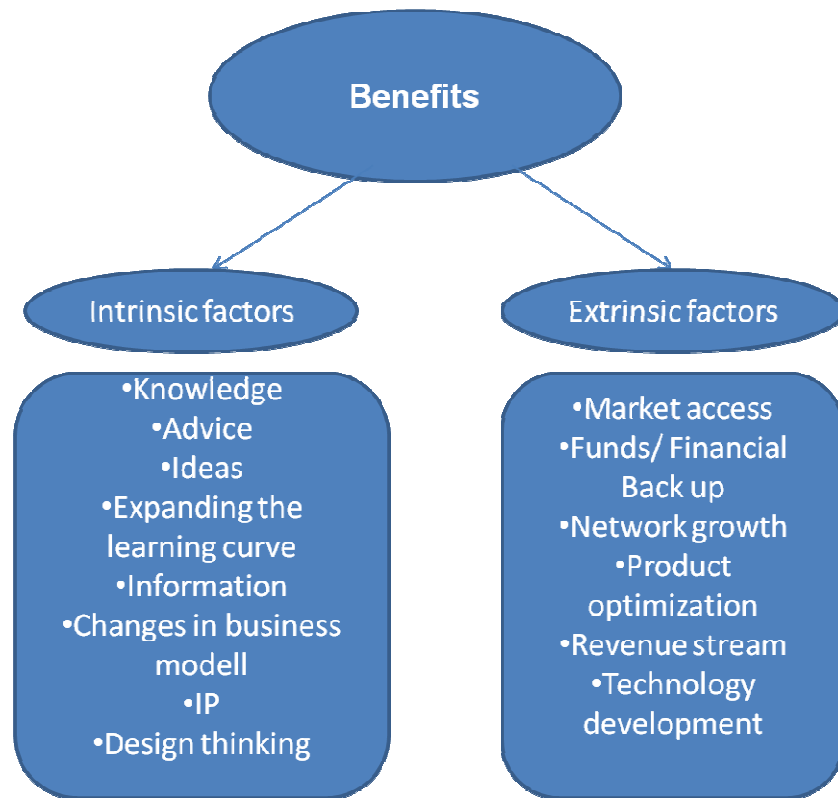 Benefits
Intrinsic factors
Extrinsic factors
•Knowledge
•Advice
•Ideas
•Expanding the
learning curve
•Information
•Changes in business
modell
•IP
•Design thinking
•Market access
•Funds/ Financial
Back up
•Network growth
•Product
optimization
•Revenue stream
•Technology
development